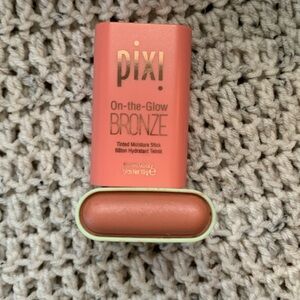 pixi
On-the-Glow
BRONZE
Tinted Moisture Stick
Bâton Hydratant Teinté